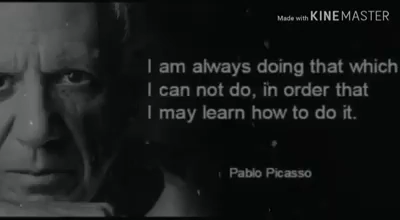 Made with KINEMASTER
I am always doing that which
I can not do, in order that
I may learn how to do it.
Pablo Picasso